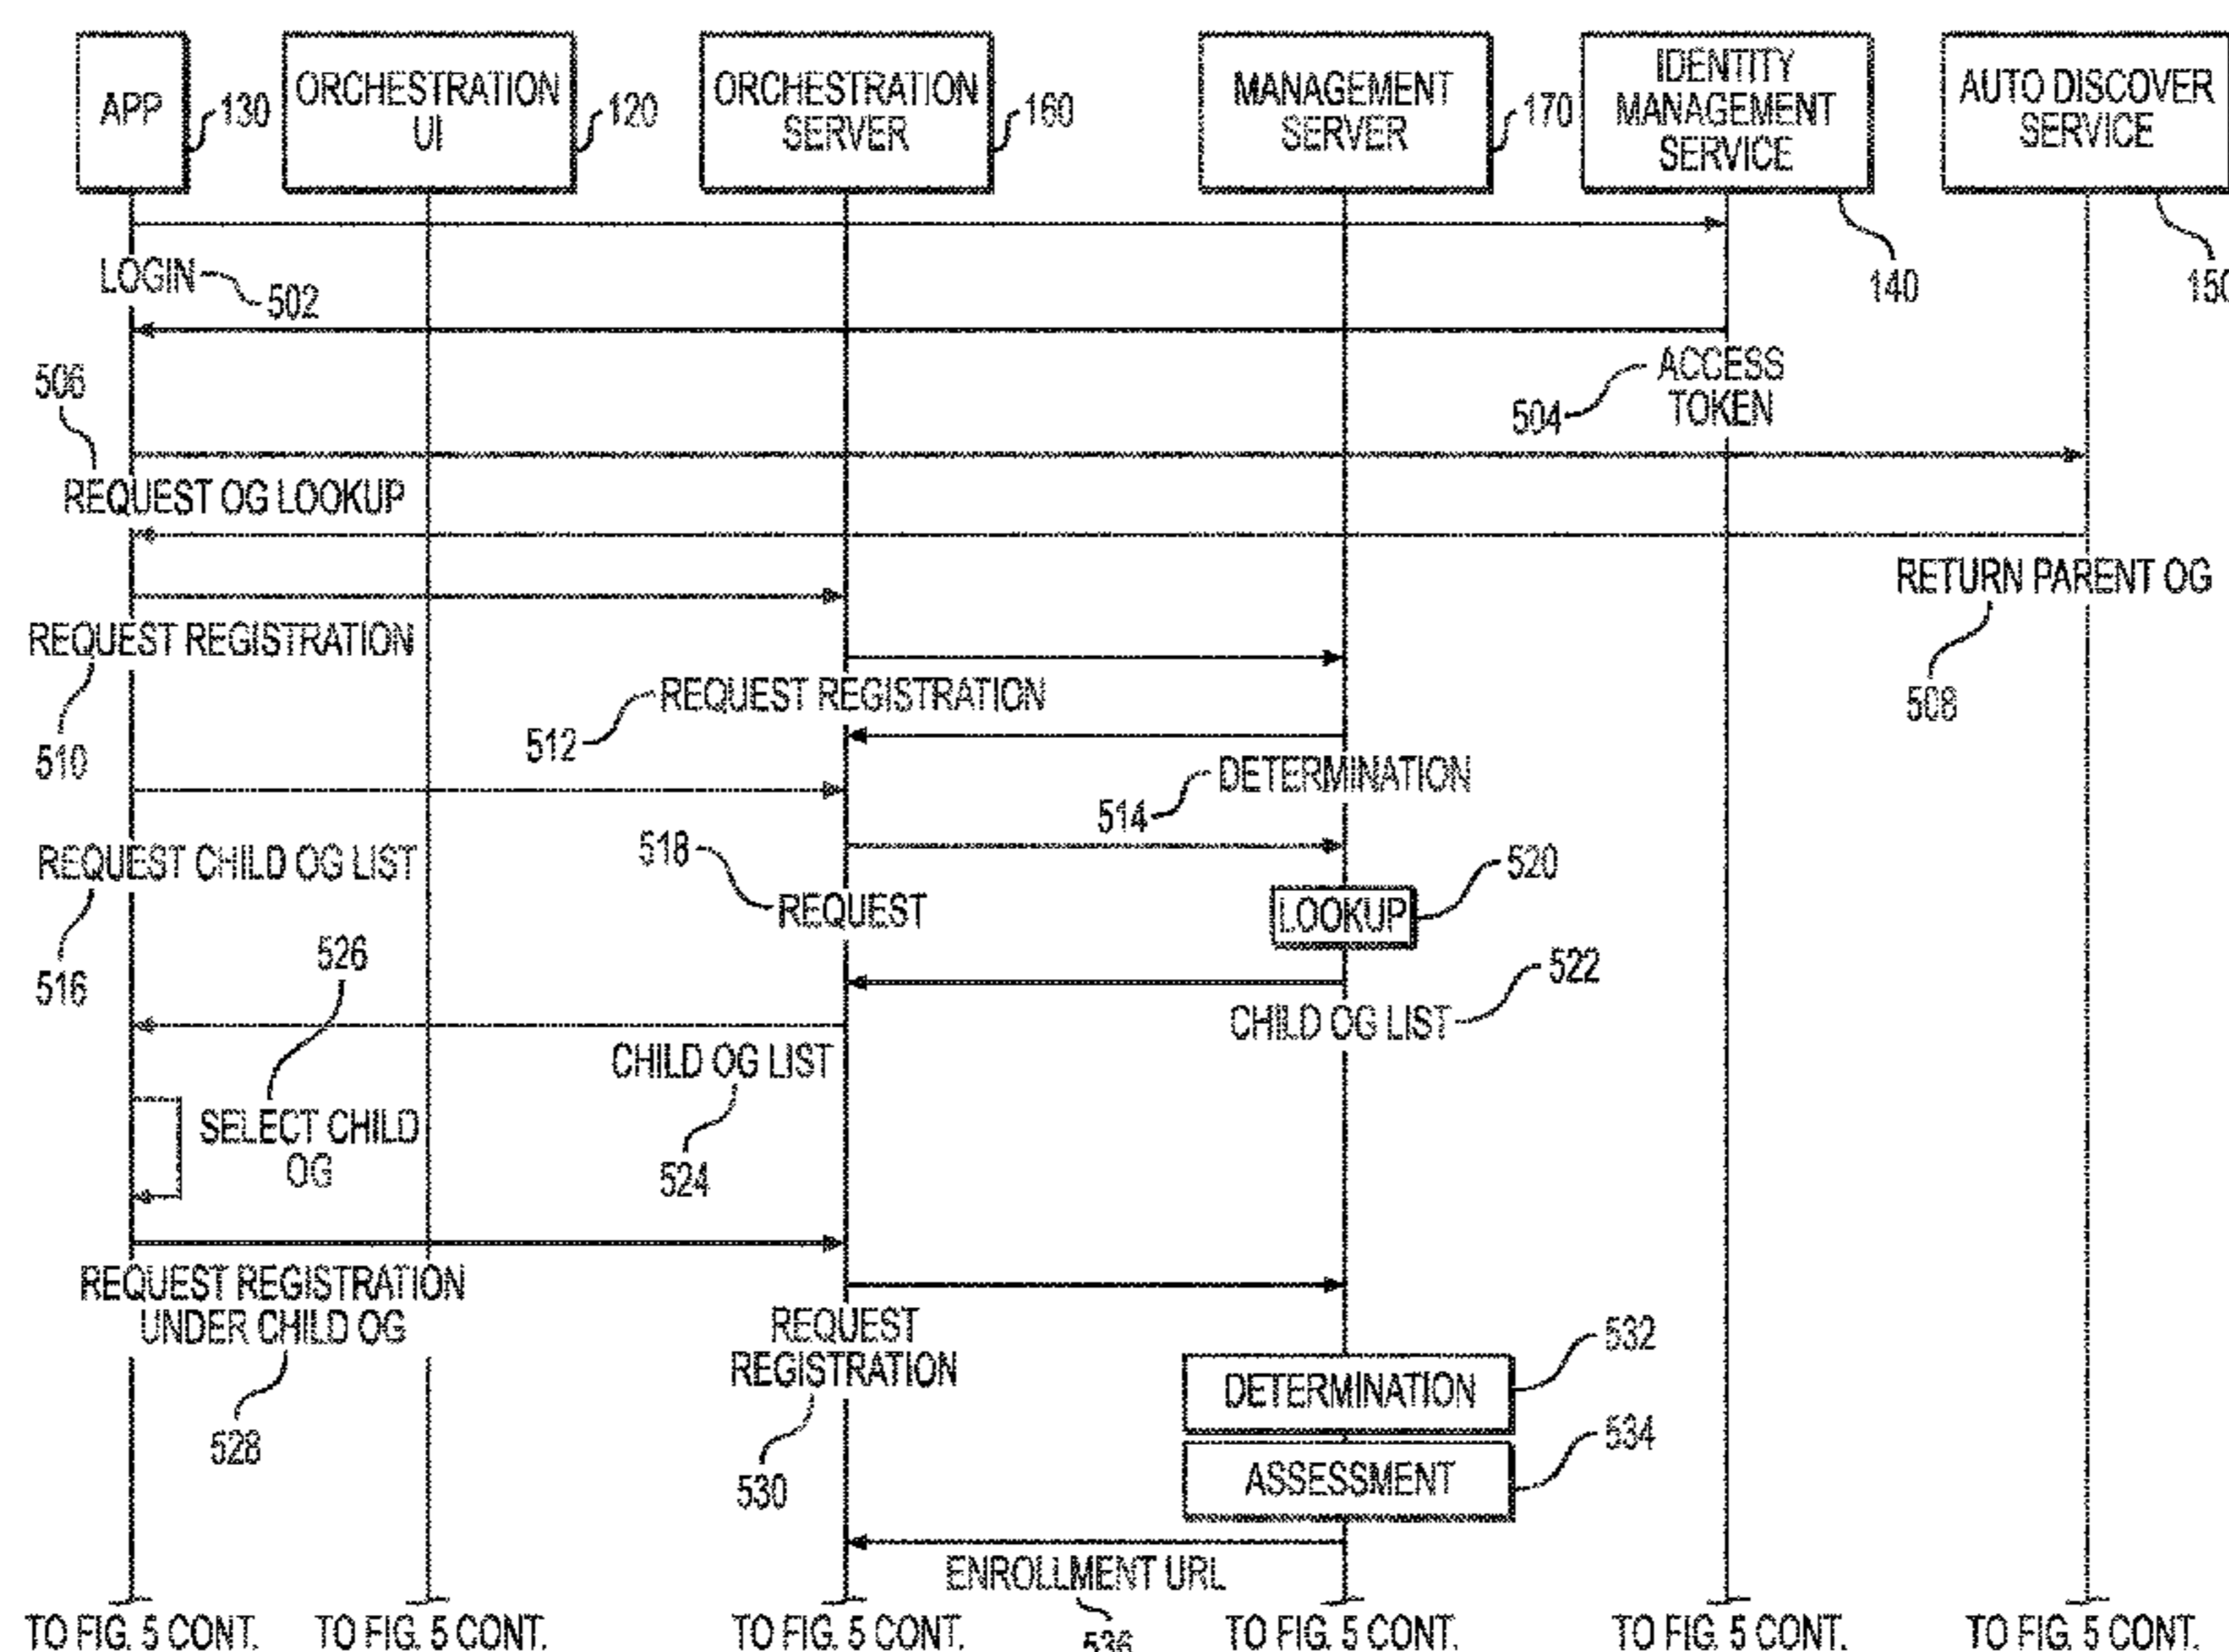 APP
130
ORCHESTRATION
UI
120
ORCHESTRATION
SERVER
160
MANAGEMENT
SERVER
170
IDENTITY
MANAGEMENT
SERVICE
140
AUTO DISCOVER
SERVICE
150
LOGIN
502
ACCESS
TOKEN
504
506
REQUEST OG LOOKUP
RETURN PARENT OG
508
REQUEST REGISTRATION
510
REQUEST REGISTRATION
512
DETERMINATION
514
REQUEST CHILD OG LIST
516
518
REQUEST
LOOKUP
520
CHILD OG LIST
522
CHILD OG LIST
524
526
SELECT CHILD
OG
REQUEST REGISTRATION
UNDER CHILD OG
528
REQUEST
REGISTRATION
530
DETERMINATION
532
ASSESSMENT
534
ENROLLMENT URL
536
TO FIG. 5 CONT.
TO FIG. 5 CONT.
TO FIG. 5 CONT.
TO FIG. 5 CONT.
TO FIG. 5 CONT.
TO FIG. 5 CONT.